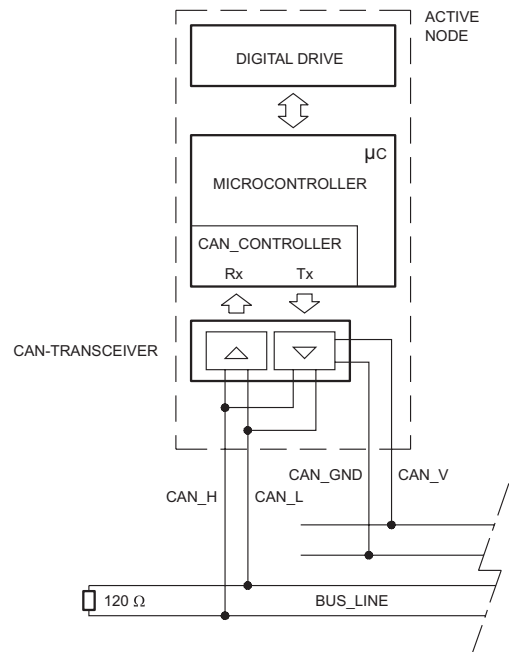 ACTIVE
NODE
DIGITAL DRIVE
μC
MICROCONTROLLER
CAN_CONTROLLER
Rx Tx
CAN-TRANSCEIVER
CAN_GND CAN_V
CAN_H CAN_L
120 Ω BUS_LINE